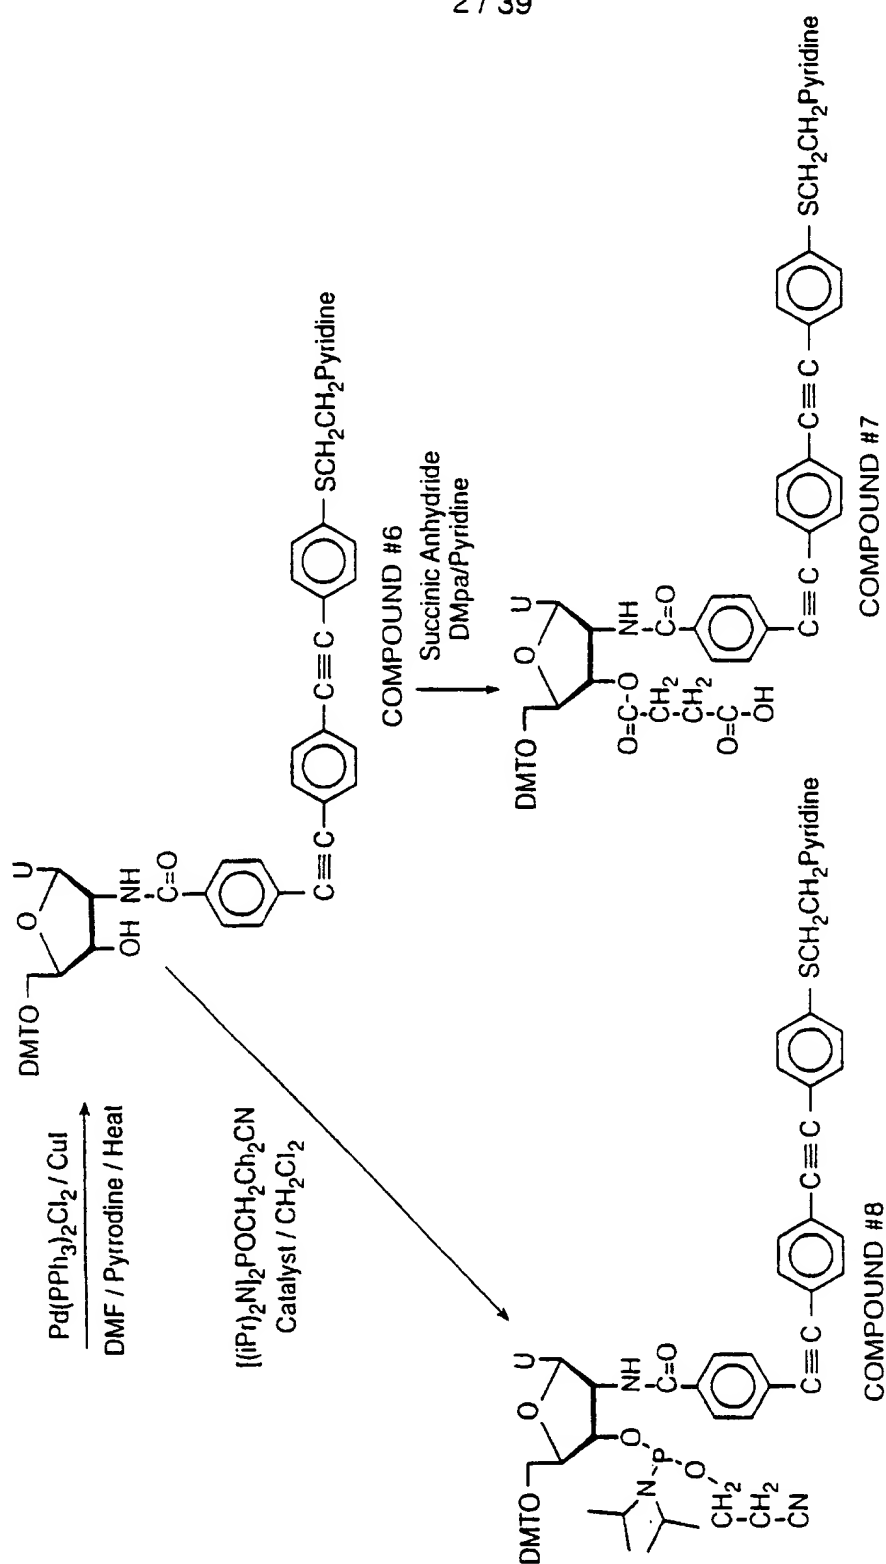 2 / 39
Pd(PPh₃)₂Cl₂ / CuI
DMF / Pyrrodine / Heat
DMTO
O
U
OH
NH
C=O
C≡C
C≡C
SCH₂CH₂Pyridine
COMPOUND #6
[(iPr)₂N]₂POCH₂Ch₂CN
Catalyst / CH₂Cl₂
Succinic Anhydride
DMpa/Pyridine
DMTO
O
U
O
NH
C=O
P
N
O
CH₂
CH₂
CN
C≡C
C≡C
SCH₂CH₂Pyridine
COMPOUND #8
DMTO
O
U
O
NH
C=O
O=C
CH₂
CH₂
O=C
OH
C≡C
C≡C
SCH₂CH₂Pyridine
COMPOUND #7